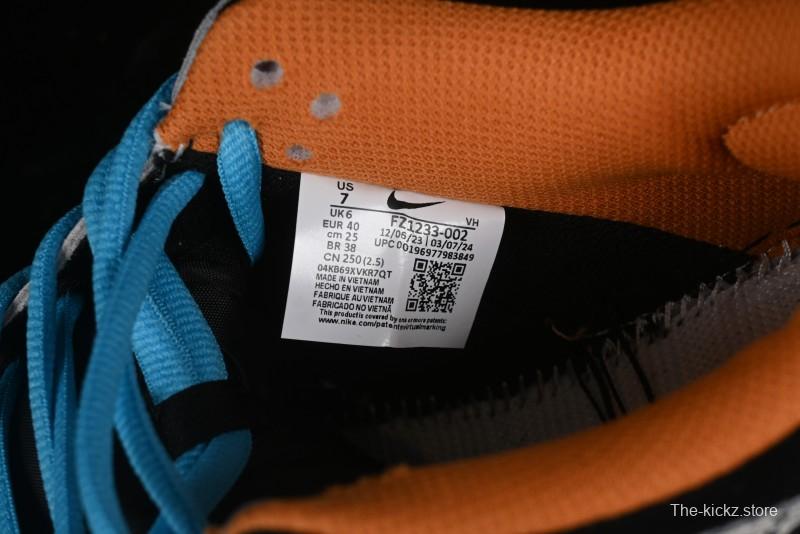 US
7
UK 6
EUR 40
cm 25
BR 38
CN 250 (2.5)
04KB69XVKR7QT
MADE IN VIETNAM
HECHO EN VIETNAM
FABRIQUE AU VIETNAM
FABRICADO NO VIETNÃ
This product is covered by one or more patents:
www.nike.com/patentsvirtualmarking
VH
FZ1233-002
12/06/23 | 03/07/24
UPC 00196977983849
The-kickz.store